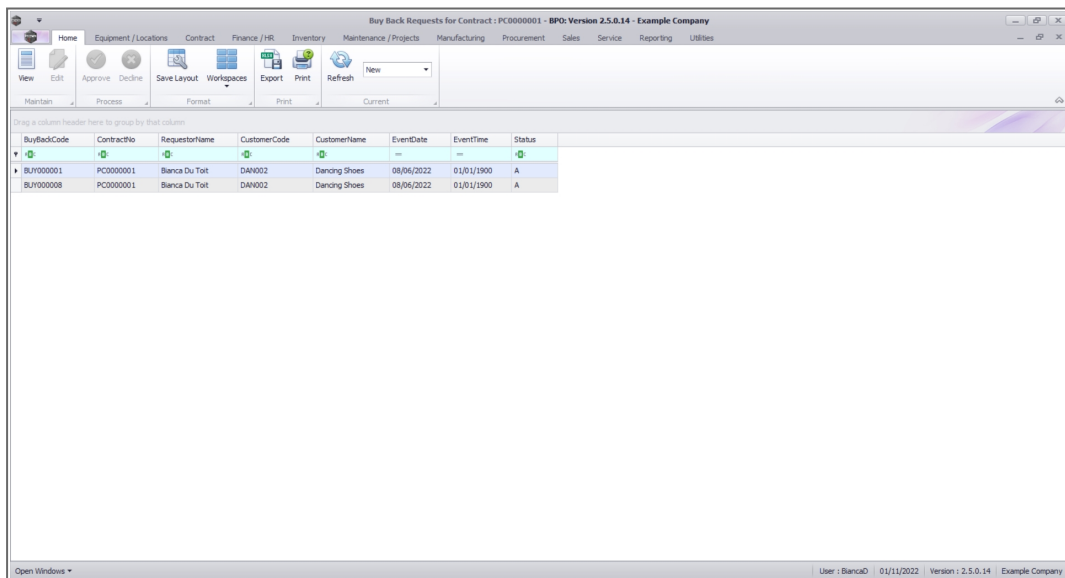 Buy Back Requests for Contract : PC0000001 - BPO: Version 2.5.0.14 - Example Company
Home Equipment / Locations Contract Finance / HR Inventory Maintenance / Projects Manufacturing Procurement Sales Service Reporting Utilities
View Edit Approve Decline Save Layout Workspaces Export Print Refresh New
Maintain Process Format Print Current
Drag a column header here to group by that column
BuyBackCode ContractNo RequestorName CustomerCode CustomerName EventDate EventTime Status
BUY000001 PC0000001 Bianca Du Toit DAN002 Dancing Shoes 08/06/2022 01/01/1900 A
BUY000008 PC0000001 Bianca Du Toit DAN002 Dancing Shoes 08/06/2022 01/01/1900 A
Open Windows User : BiancaD 01/11/2022 Version : 2.5.0.14 Example Company